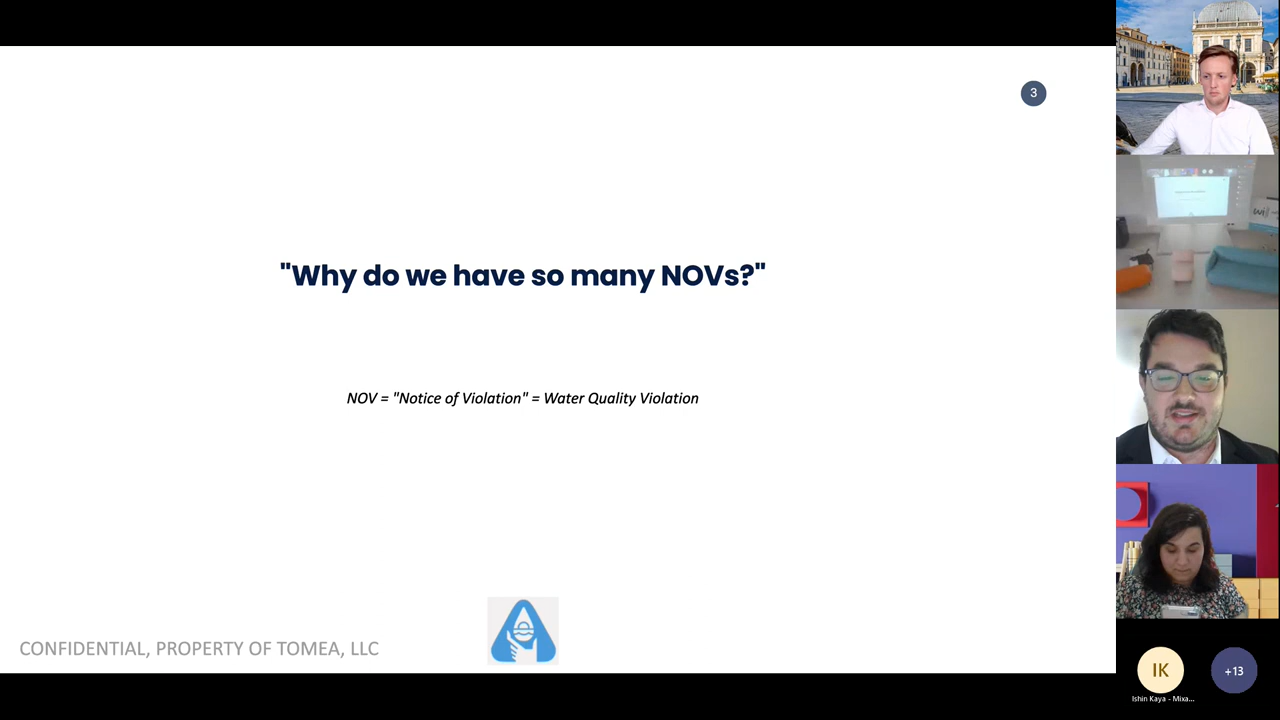 3
"Why do we have so many NOVs?"
NOV = "Notice of Violation" = Water Quality Violation
CONFIDENTIAL, PROPERTY OF TOMEA, LLC
IK
+13
Ishin Kaya - Mixa...